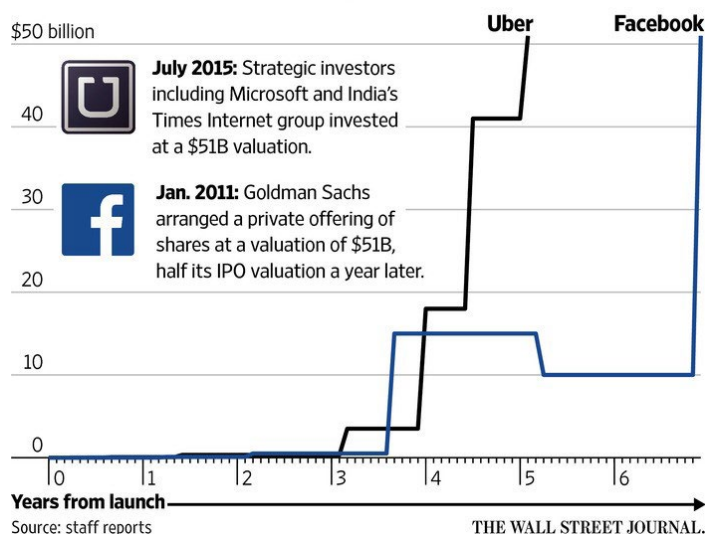 Uber Facebook
$50 billion
July 2015: Strategic investors
including Microsoft and India's
Times Internet group invested
at a $51B valuation.
40
Jan. 2011: Goldman Sachs
arranged a private offering of
shares at a valuation of $51B,
half its IPO valuation a year later.
f
30
20
10
0
0 1 2 3 4 5 6
Years from launch
Source: staff reports
THE WALL STREET JOURNAL.